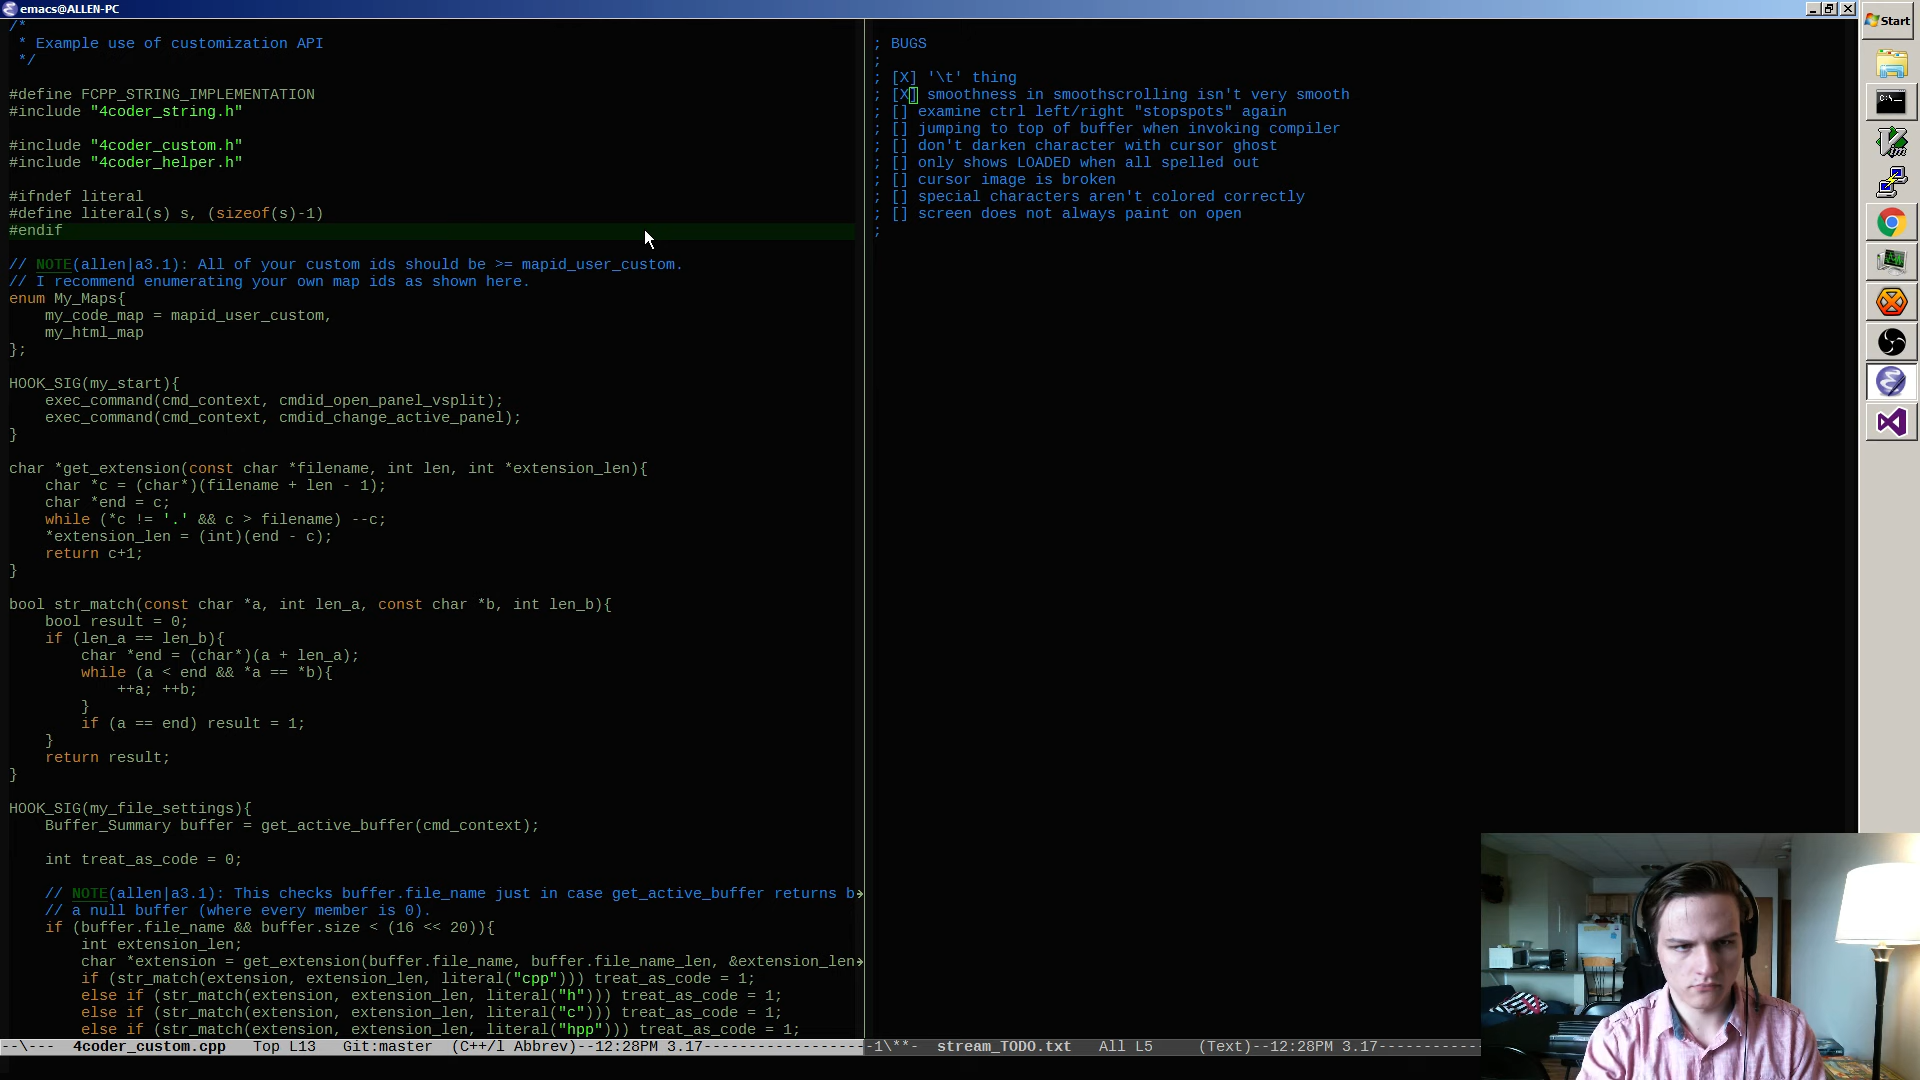 emacs@ALLEN-PC
/*
 * Example use of customization API
 */
#define FCPP_STRING_IMPLEMENTATION
#include "4coder_string.h"
#include "4coder_custom.h"
#include "4coder_helper.h"
#ifndef literal
#define literal(s) s, (sizeof(s)-1)
#endif
// NOTE(allen|a3.1): All of your custom ids should be >= mapid_user_custom.
// I recommend enumerating your own map ids as shown here.
enum My_Maps{
    my_code_map = mapid_user_custom,
    my_html_map
};
HOOK_SIG(my_start){
    exec_command(cmd_context, cmdid_open_panel_vsplit);
    exec_command(cmd_context, cmdid_change_active_panel);
}
char *get_extension(const char *filename, int len, int *extension_len){
    char *c = (char*)(filename + len - 1);
    char *end = c;
    while (*c != '.' && c > filename) --c;
    *extension_len = (int)(end - c);
    return c+1;
}
bool str_match(const char *a, int len_a, const char *b, int len_b){
    bool result = 0;
    if (len_a == len_b){
        char *end = (char*)(a + len_a);
        while (a < end && *a == *b){
            ++a; ++b;
        }
        if (a == end) result = 1;
    }
    return result;
}
HOOK_SIG(my_file_settings){
    Buffer_Summary buffer = get_active_buffer(cmd_context);
    int treat_as_code = 0;
    // NOTE(allen|a3.1): This checks buffer.file_name just in case get_active_buffer returns b
    // a null buffer (where every member is 0).
    if (buffer.file_name && buffer.size < (16 << 20)){
        int extension_len;
        char *extension = get_extension(buffer.file_name, buffer.file_name_len, &extension_len
        if (str_match(extension, extension_len, literal("cpp"))) treat_as_code = 1;
        else if (str_match(extension, extension_len, literal("h"))) treat_as_code = 1;
        else if (str_match(extension, extension_len, literal("c"))) treat_as_code = 1;
        else if (str_match(extension, extension_len, literal("hpp"))) treat_as_code = 1;
--\---  4coder_custom.cpp   Top L13   Git:master  (C++/l Abbrev)--12:28PM 3.17------------------
; BUGS
;
; [X] '\t' thing
; [X] smoothness in smoothscrolling isn't very smooth
; [] examine ctrl left/right "stopspots" again
; [] jumping to top of buffer when invoking compiler
; [] don't darken character with cursor ghost
; [] only shows LOADED when all spelled out
; [] cursor image is broken
; [] special characters aren't colored correctly
; [] screen does not always paint on open
;
-1\**-  stream_TODO.txt   All L5     (Text)--12:28PM 3.17-------
Start
C:\_
Vim